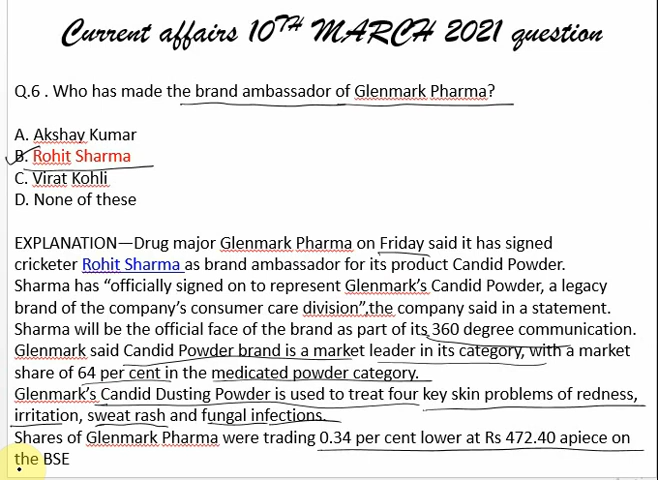 Current affairs 10TH MARCH 2021 question
Q.6 . Who has made the brand ambassador of Glenmark Pharma?
A. Akshay Kumar
B. Rohit Sharma
C. Virat Kohli
D. None of these
EXPLANATION—Drug major Glenmark Pharma on Friday said it has signed
cricketer Rohit Sharma as brand ambassador for its product Candid Powder.
Sharma has “officially signed on to represent Glenmark’s Candid Powder, a legacy
brand of the company’s consumer care division”,the company said in a statement.
Sharma will be the official face of the brand as part of its 360 degree communication.
Glenmark said Candid Powder brand is a market leader in its category, with a market
share of 64 per cent in the medicated powder category.
Glenmark’s Candid Dusting Powder is used to treat four key skin problems of redness,
irritation, sweat rash and fungal infections.
Shares of Glenmark Pharma were trading 0.34 per cent lower at Rs 472.40 apiece on
the BSE